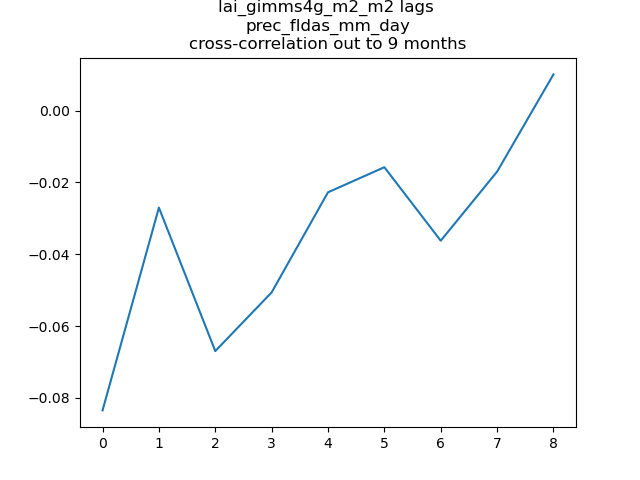 lai_gimms4g_m2_m2 lags
prec_fldas_mm_day
cross-correlation out to 9 months
0.00
−0.02
−0.04
−0.06
−0.08
0 1 2 3 4 5 6 7 8